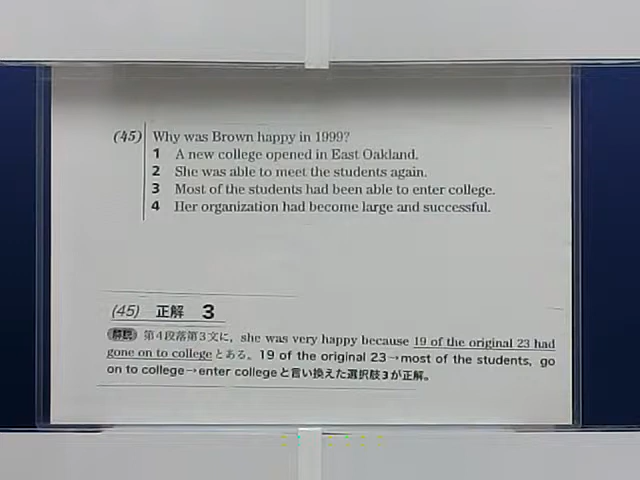 (45) Why was Brown happy in 1999?
1 A new college opened in East Oakland.
2 She was able to meet the students again.
3 Most of the students had been able to enter college.
4 Her organization had become large and successful.
(45) 正解 3
解説 第4段落第3文に，she was very happy because 19 of the original 23 had
gone on to collegeとある。19 of the original 23→most of the students, go
on to college→enter collegeと言い換えた選択肢3が正解。